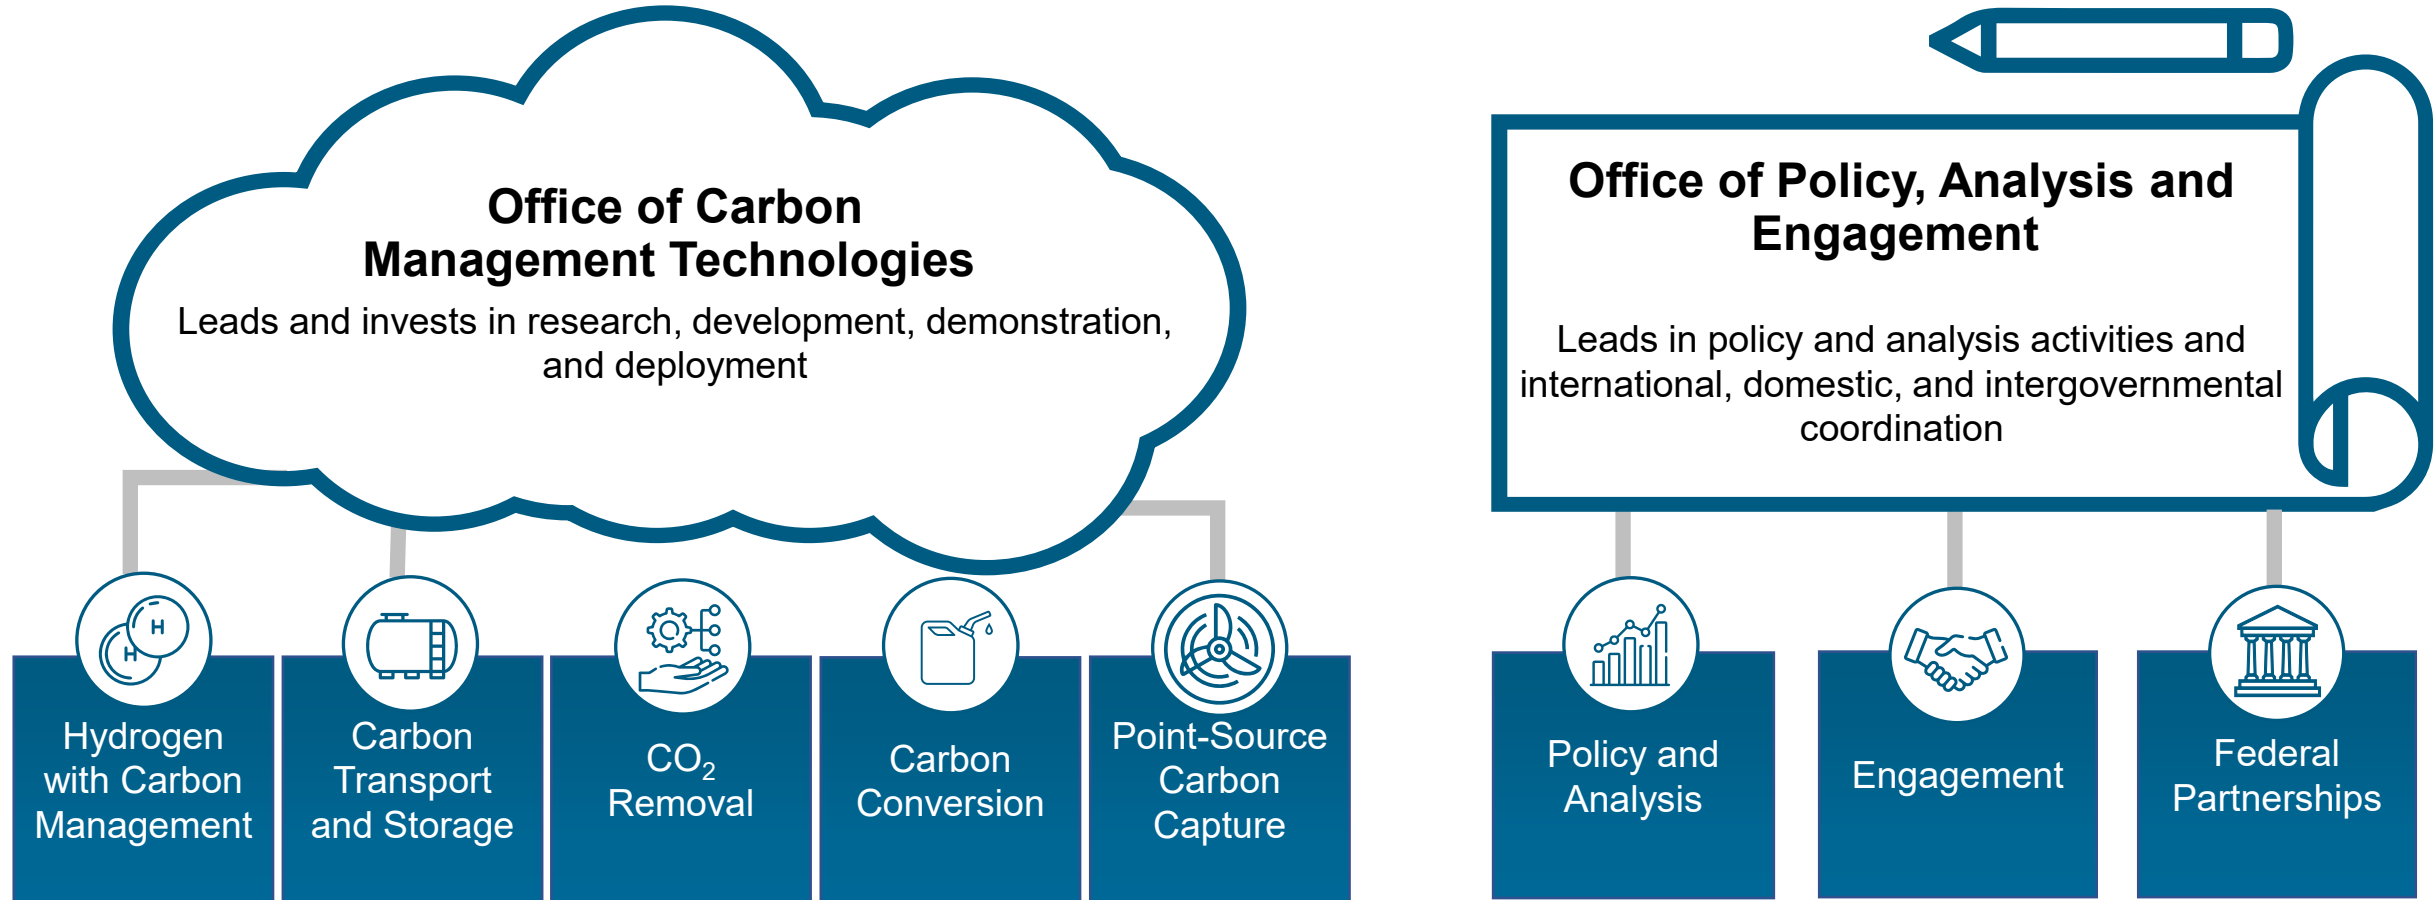 Office of Carbon
Management Technologies
Leads and invests in research, development, demonstration,
and deployment
Office of Policy, Analysis and
Engagement
Leads in policy and analysis activities and
international, domestic, and intergovernmental
coordination
H
H
Hydrogen
with Carbon
Management
Carbon
Transport
and Storage
CO₂
Removal
Carbon
Conversion
Point-Source
Carbon
Capture
Policy and
Analysis
Engagement
Federal
Partnerships